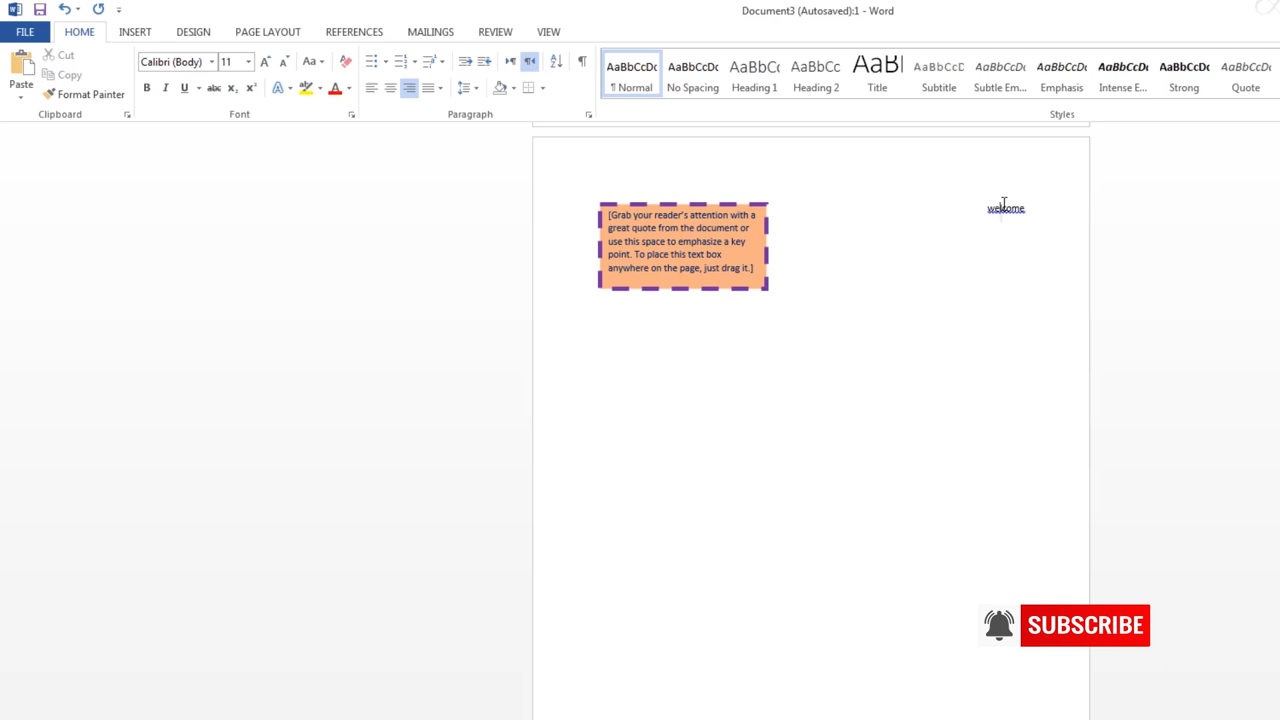 Document3 (Autosaved):1 - Word
FILE HOME INSERT DESIGN PAGE LAYOUT REFERENCES MAILINGS REVIEW VIEW
Cut
Copy
Format Painter
Paste
Clipboard
Calibri (Body) 11 Aa
B I U abc x₂ x² A A
Font
Paragraph
AaBbCcDc AaBbCcDc AaBbCc AaBbCc AaBl AaBbCcD AaBbCcDc AaBbCcDc AaBbCcDc AaBbCcDc AaBbCcDc
¶ Normal No Spacing Heading 1 Heading 2 Title Subtitle Subtle Em... Emphasis Intense E... Strong Quote
Styles
welcome
[Grab your reader's attention with a
great quote from the document or
use this space to emphasize a key
point. To place this text box
anywhere on the page, just drag it.]
SUBSCRIBE